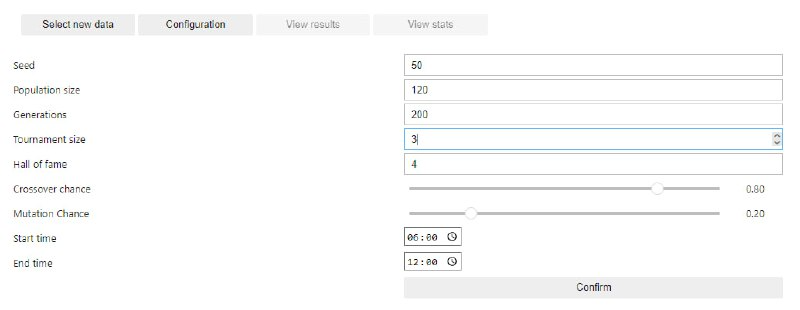 Select new data Configuration View results View stats
Seed 50
Population size 120
Generations 200
Tournament size 3
Hall of fame 4
Crossover chance 0.80
Mutation Chance 0.20
Start time 06:00
End time 12:00
Confirm